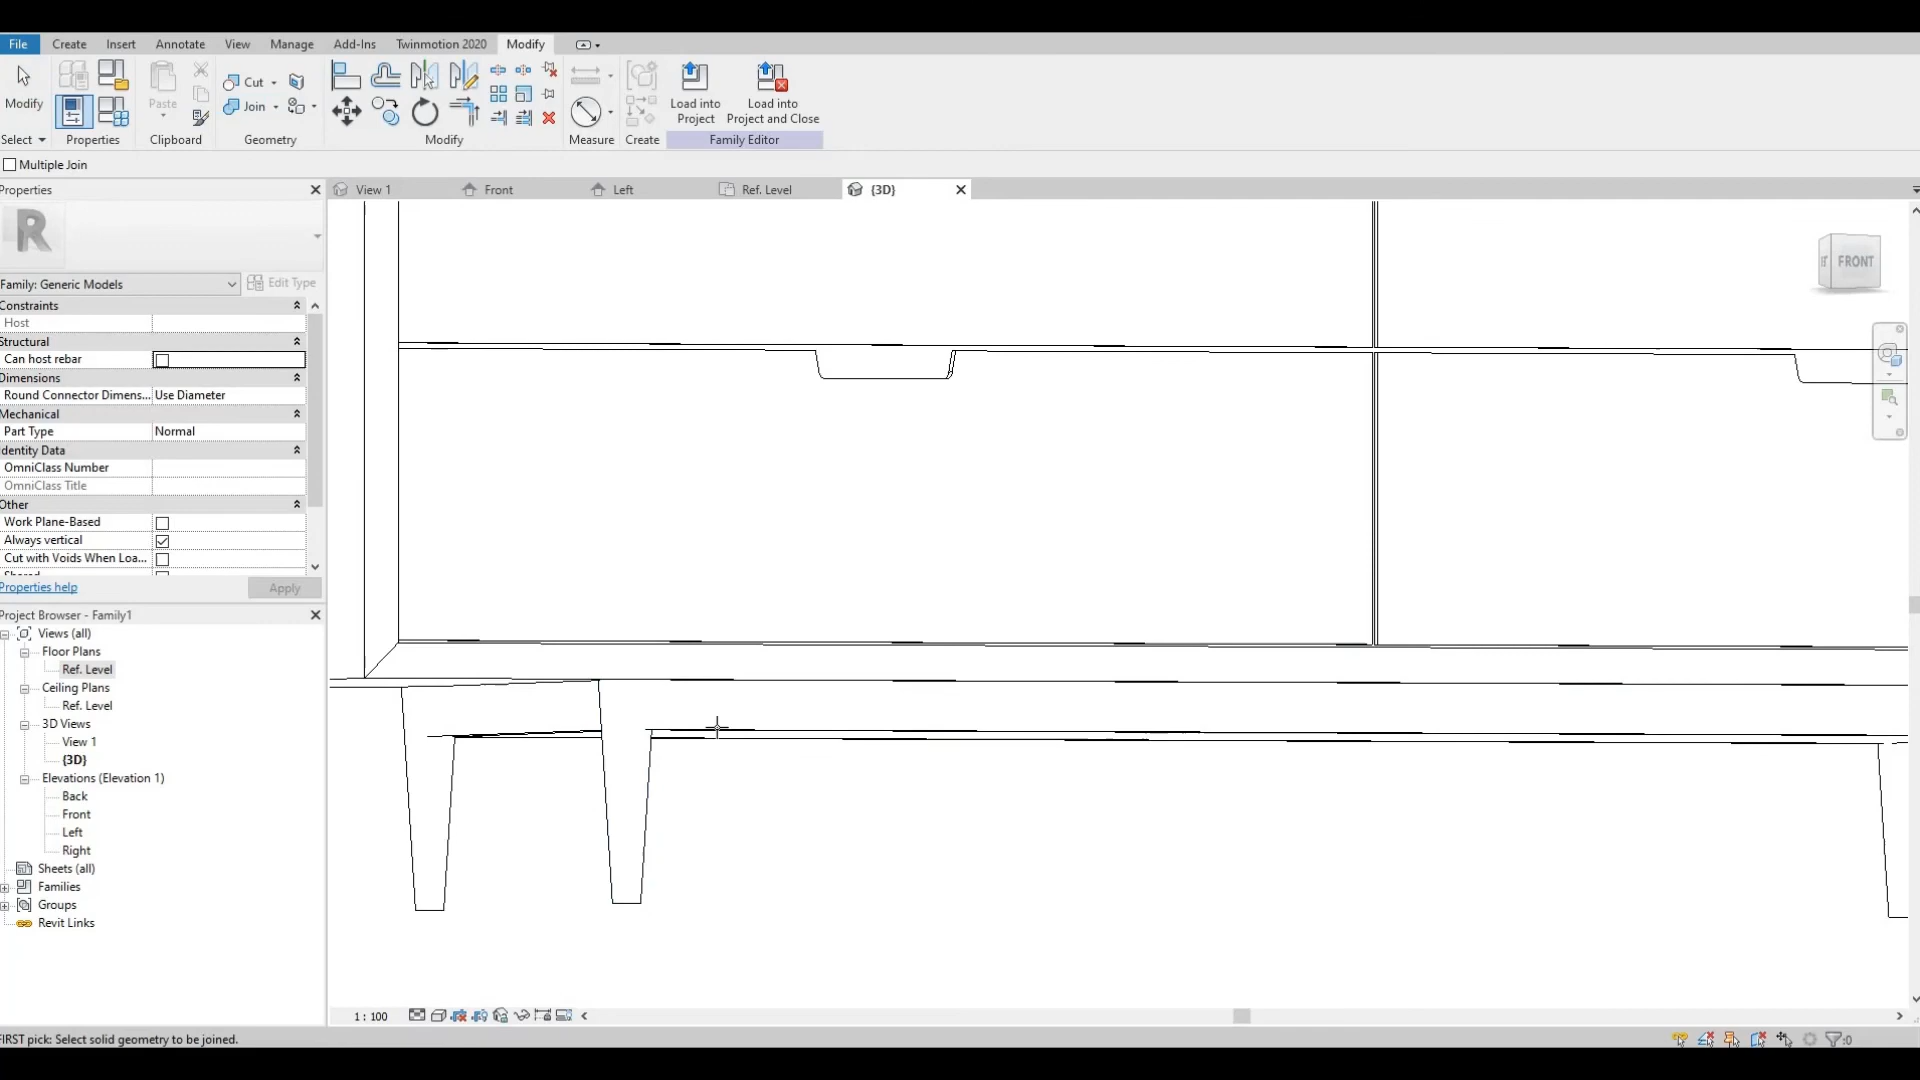 File Create Insert Annotate View Manage Add-Ins Twinmotion 2020 Modify
Modify
Paste
Cut
Join
Load into
Project
Load into
Project and Close
Select Properties Clipboard Geometry Modify Measure Create Family Editor
Multiple Join
Properties
View 1 Front Left Ref. Level {3D}
R
FRONT
Family: Generic Models Edit Type
Constraints
Host
Structural
Can host rebar
Dimensions
Round Connector Dimens... Use Diameter
Mechanical
Part Type Normal
dentity Data
OmniClass Number
OmniClass Title
Other
Work Plane-Based
Always vertical
Cut with Voids When Loa...
Properties help Apply
Project Browser - Family1
Views (all)
Floor Plans
Ref. Level
Ceiling Plans
Ref. Level
3D Views
View 1
{3D}
Elevations (Elevation 1)
Back
Front
Left
Right
Sheets (all)
Families
Groups
Revit Links
1 : 100
FIRST pick: Select solid geometry to be joined.
:0